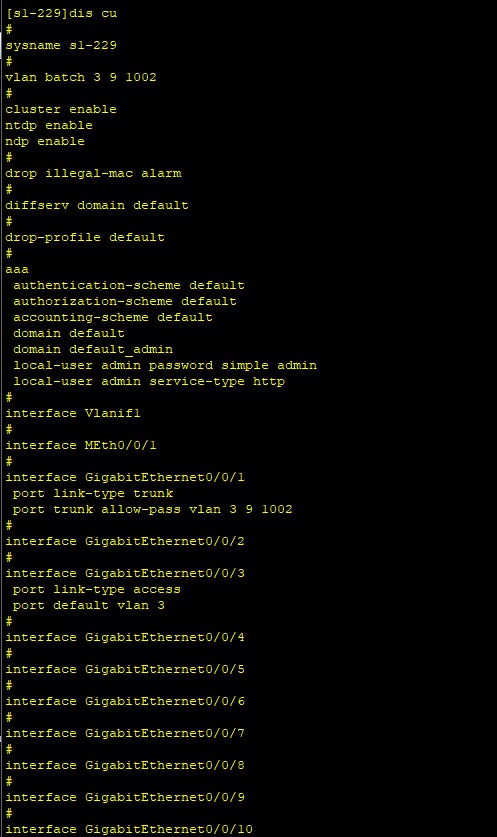 [s1-229]dis cu
#
sysname s1-229
#
vlan batch 3 9 1002
#
cluster enable
ntdp enable
ndp enable
#
drop illegal-mac alarm
#
diffserv domain default
#
drop-profile default
#
aaa
 authentication-scheme default
 authorization-scheme default
 accounting-scheme default
 domain default
 domain default_admin
 local-user admin password simple admin
 local-user admin service-type http
#
interface Vlanif1
#
interface MEth0/0/1
#
interface GigabitEthernet0/0/1
 port link-type trunk
 port trunk allow-pass vlan 3 9 1002
#
interface GigabitEthernet0/0/2
#
interface GigabitEthernet0/0/3
 port link-type access
 port default vlan 3
#
interface GigabitEthernet0/0/4
#
interface GigabitEthernet0/0/5
#
interface GigabitEthernet0/0/6
#
interface GigabitEthernet0/0/7
#
interface GigabitEthernet0/0/8
#
interface GigabitEthernet0/0/9
#
interface GigabitEthernet0/0/10